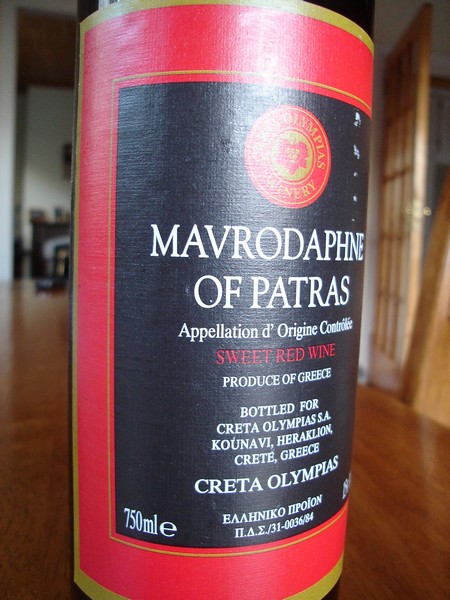 OLYMPIAS
WINERY
MAVRODAPHNE
OF PATRAS
Appellation d' Origine Contrôlée
SWEET RED WINE
PRODUCE OF GREECE
BOTTLED FOR
CRETA OLYMPIAS S.A.
KOUNAVI, HERAKLION,
CRETE, GREECE
CRETA OLYMPIAS
750ml e
ΕΛΛΗΝΙΚΟ ΠΡΟΪΟΝ
Π.Δ.Σ./31-0036/84